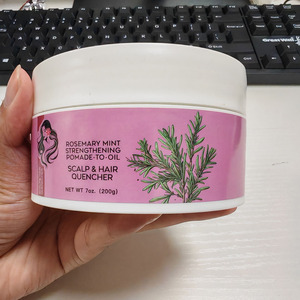 ROSEMARY MINT
STRENGTHENING
POMADE-TO-OIL
SCALP & HAIR
QUENCHER
NET WT 7oz. (200g)